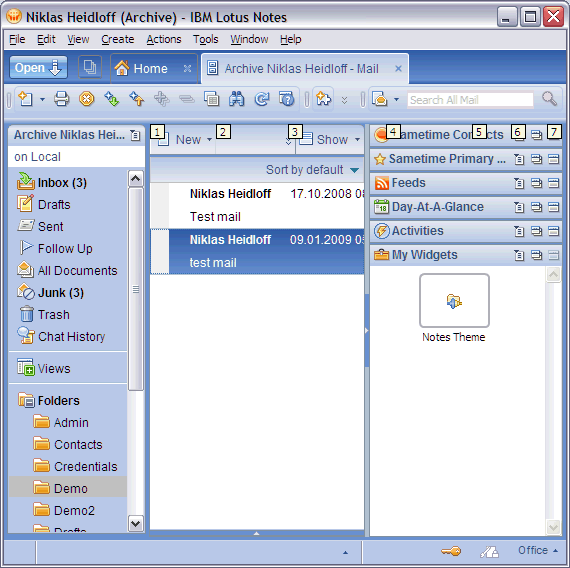 Niklas Heidloff (Archive) - IBM Lotus Notes
File Edit View Create Actions Tools Window Help
Open Home Archive Niklas Heidloff - Mail
Search All Mail
Archive Niklas Hei...
on Local
Inbox (3)
Drafts
Sent
Follow Up
All Documents
Junk (3)
Trash
Chat History
Views
Folders
Admin
Contacts
Credentials
Demo
Demo2
Drafts
1 New 2 3 Show
Sort by default
Niklas Heidloff 17.10.2008
Test mail
Niklas Heidloff 09.01.2009
test mail
4 Sametime Contacts 5 6 7
Sametime Primary ...
Feeds
18 Day-At-A-Glance
Activities
My Widgets
Notes Theme
Office